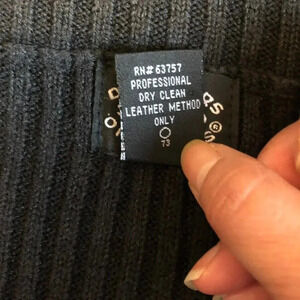 RN# 63757
PROFESSIONAL
DRY CLEAN
LEATHER METHOD
ONLY
73